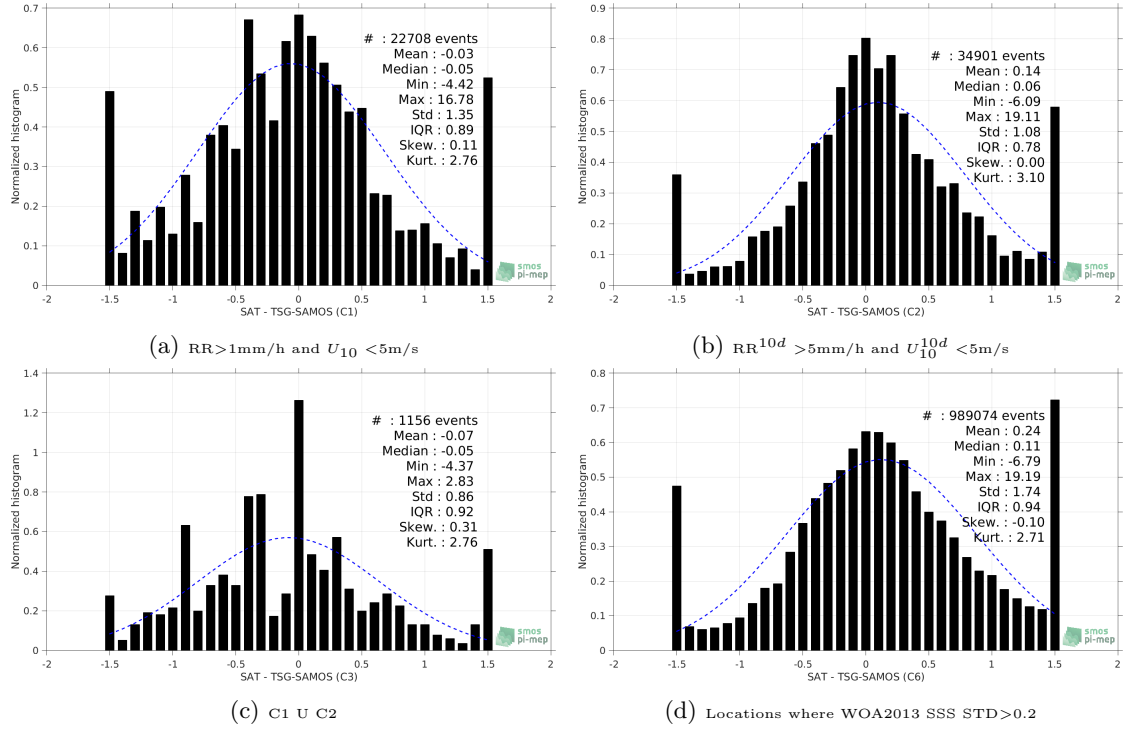 0.7
0.6
0.5
0.4
0.3
0.2
0.1
0
Normalized histogram
# : 22708 events
Mean : -0.03
Median : -0.05
Min : -4.42
Max : 16.78
Std : 1.35
IQR : 0.89
Skew. : 0.11
Kurt. : 2.76
smos
pi-mep
-2 -1.5 -1 -0.5 0 0.5 1 1.5 2
SAT - TSG-SAMOS (C1)
(a) RR>1mm/h and U10 <5m/s
0.9
0.8
0.7
0.6
0.5
0.4
0.3
0.2
0.1
0
Normalized histogram
# : 34901 events
Mean : 0.14
Median : 0.06
Min : -6.09
Max : 19.11
Std : 1.08
IQR : 0.78
Skew. : 0.00
Kurt. : 3.10
smos
pi-mep
-2 -1.5 -1 -0.5 0 0.5 1 1.5 2
SAT - TSG-SAMOS (C2)
(b) RR10d >5mm/h and U10 10d <5m/s
1.4
1.2
1
0.8
0.6
0.4
0.2
0
Normalized histogram
# : 1156 events
Mean : -0.07
Median : -0.05
Min : -4.37
Max : 2.83
Std : 0.86
IQR : 0.92
Skew. : 0.31
Kurt. : 2.76
smos
pi-mep
-2 -1.5 -1 -0.5 0 0.5 1 1.5 2
SAT - TSG-SAMOS (C3)
(c) C1 U C2
0.8
0.7
0.6
0.5
0.4
0.3
0.2
0.1
0
Normalized histogram
# : 989074 events
Mean : 0.24
Median : 0.11
Min : -6.79
Max : 19.19
Std : 1.74
IQR : 0.94
Skew. : -0.10
Kurt. : 2.71
smos
pi-mep
-2 -1.5 -1 -0.5 0 0.5 1 1.5 2
SAT - TSG-SAMOS (C6)
(d) Locations where WOA2013 SSS STD>0.2